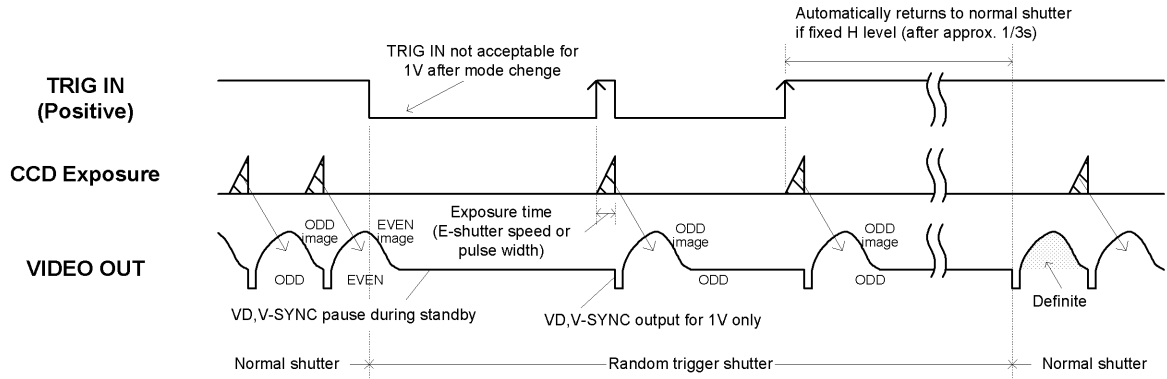 Automatically returns to normal shutter
if fixed H level (after approx. 1/3s)
TRIG IN not acceptable for
1V after mode chenge
TRIG IN
(Positive)
CCD Exposure
Exposure time
(E-shutter speed or
pulse width)
ODD
image
EVEN
image
ODD
image
ODD
image
VIDEO OUT
ODD
EVEN
ODD
ODD
Definite
VD,V-SYNC pause during standby
VD,V-SYNC output for 1V only
Normal shutter
Random trigger shutter
Normal shutter